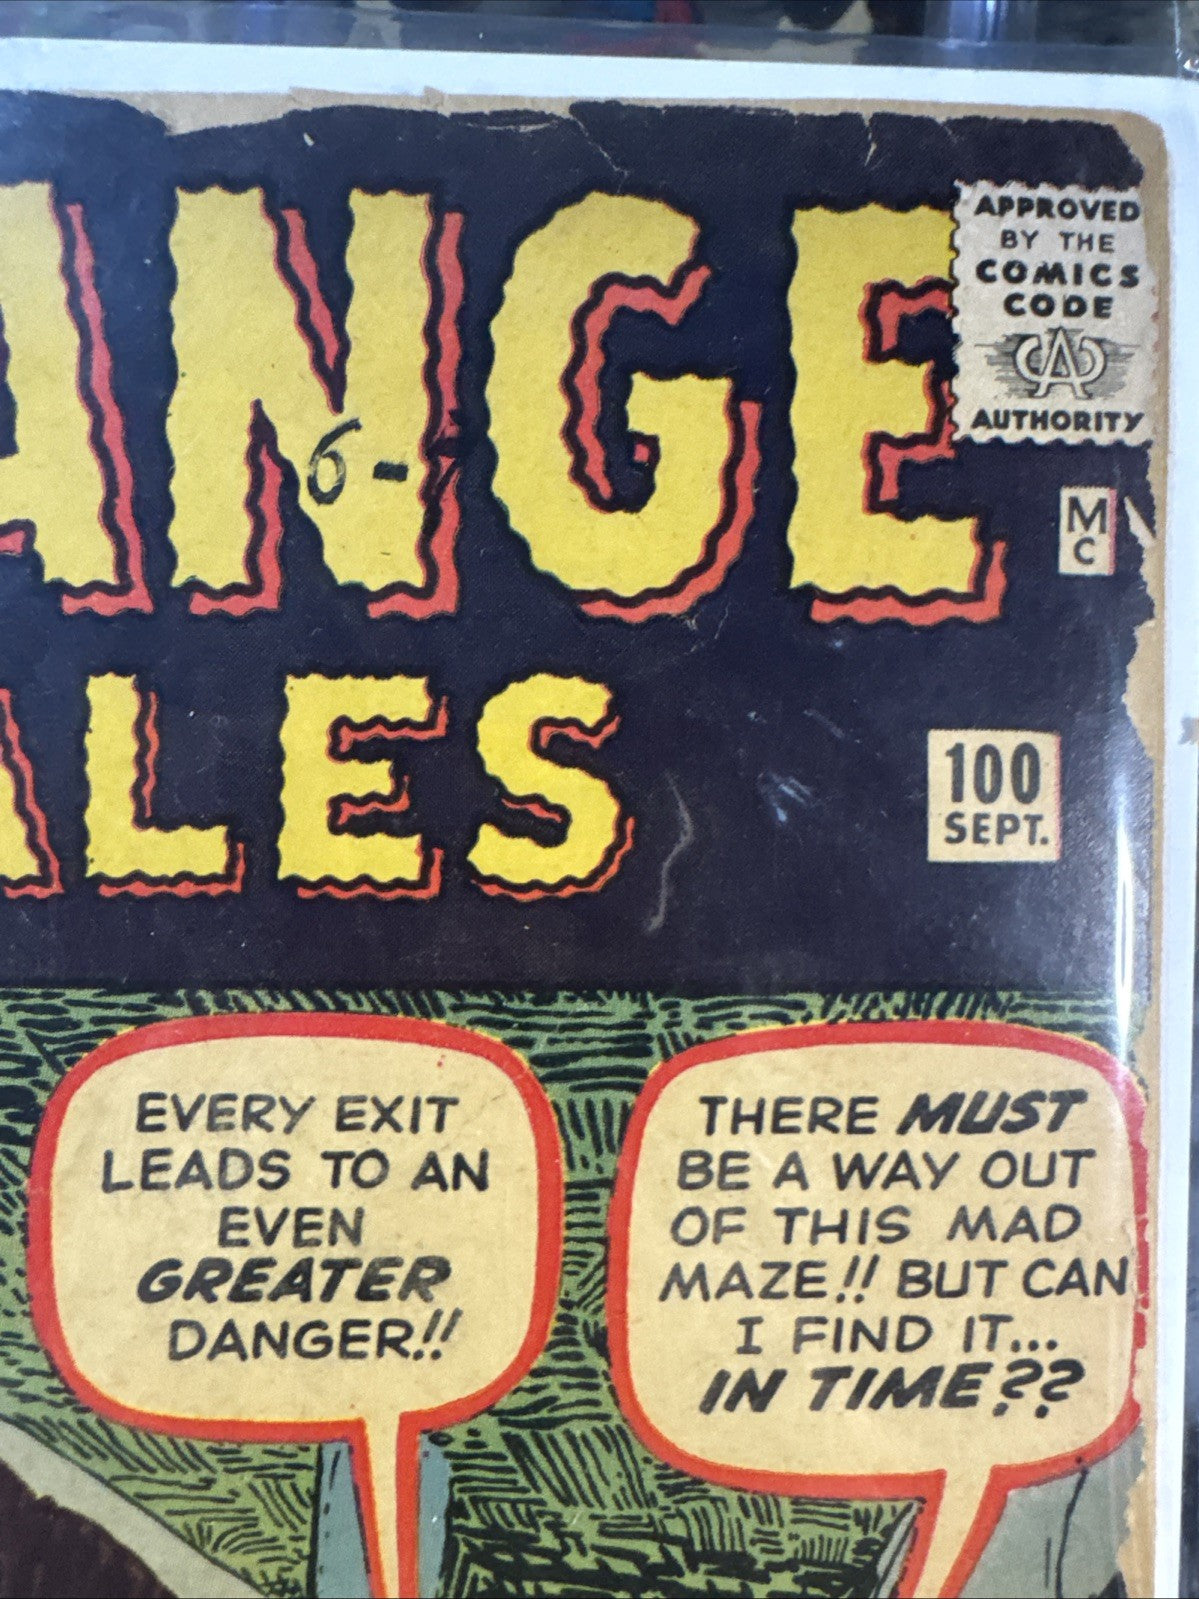 ANGE
APPROVED
BY THE
COMICS
CODE
CA
AUTHORITY
6-
M
C
ALES
100
SEPT.
EVERY EXIT
LEADS TO AN
EVEN
GREATER
DANGER!!
THERE MUST
BE A WAY OUT
OF THIS MAD
MAZE!! BUT CAN
I FIND IT...
IN TIME??